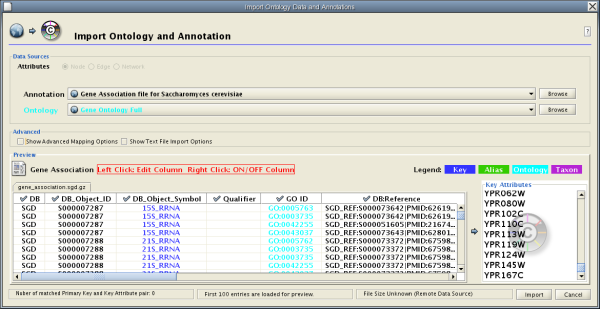 Import Ontology Data and Annotations
Import Ontology and Annotation
?
Data Sources
Attributes Node Edge Network
Annotation Gene Association file for Saccharomyces cerevisiae Browse
Ontology Gene Ontology Full Browse
Advanced
Show Advanced Mapping Options Show Text File Import Options
Preview
Gene Association Left Click: Edit Column Right Click: ON/OFF Column Legend: Key Alias Ontology Taxon
gene_association.sgd.gz Key Attributes
DB DB_Object_ID DB_Object_Symbol Qualifier GO ID DB:Reference
SGD S000007287 15S_RRNA GO:0005763 SGD_REF:S000073642|PMID:62619...
SGD S000007287 15S_RRNA GO:0003735 SGD_REF:S000073642|PMID:62619...
SGD S000007287 15S_RRNA GO:0042255 SGD_REF:S000051605|PMID:21674...
SGD S000007287 15S_RRNA GO:0043037 SGD_REF:S000073643|PMID:62801...
SGD S000007288 21S_RRNA GO:0005762 SGD_REF:S000073372|PMID:67598...
SGD S000007288 21S_RRNA GO:0003735 SGD_REF:S000073372|PMID:67598...
SGD S000007288 21S_RRNA GO:0003735 SGD_REF:S000073372|PMID:67598...
SGD S000007288 21S_RRNA GO:0042255 SGD_REF:S000073372|PMID:67598...
YPR062W
YPR080W
YPR102C
YPR110C
YPR113W
YPR119W
YPR124W
YPR145W
YPR167C
Nuber of matched Primary Key and Key Attribute pair: 0 First 100 entries are loaded for preview. File Size Unknown (Remote Data Source) Import Cancel